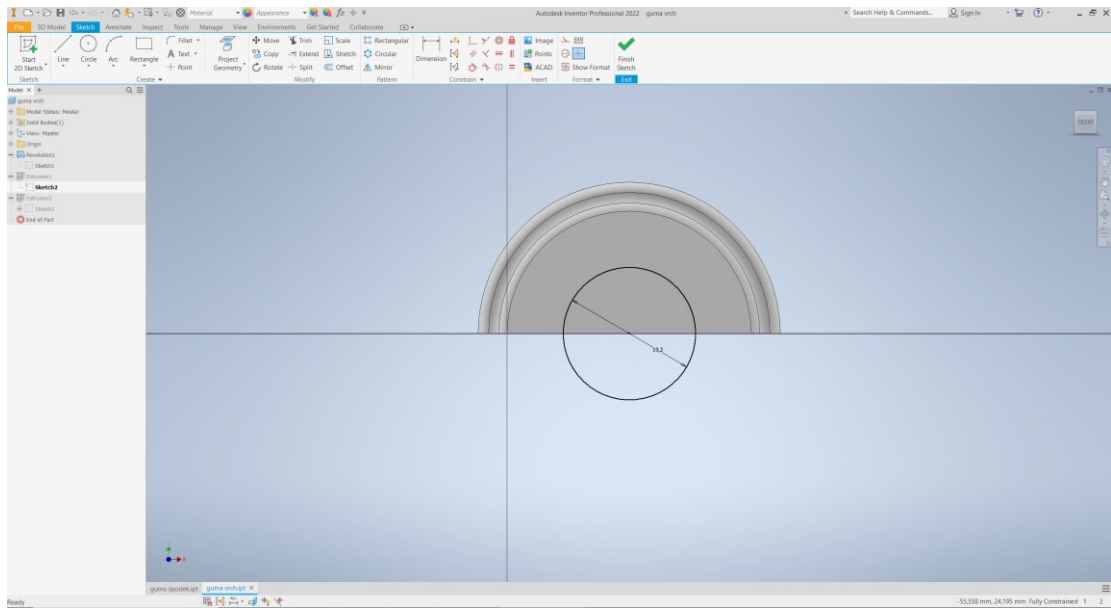 Material
Appearance
Autodesk Inventor Professional 2022 guma vrch
Search Help & Commands...
Sign In
File 3D Model Sketch Annotate Inspect Tools Manage View Environments Get Started Collaborate
Start
2D Sketch
Line
Circle
Arc
Rectangle
Fillet
Text
Point
Project
Geometry
Move Trim Scale
Copy Extend Stretch
Rotate Split Offset
Rectangular
Circular
Mirror
Dimension
Image
Points
ACAD
Show Format
Finish
Sketch
Sketch Create Modify Pattern Constrain Insert Format Exit
Model
guma vrch
Model States: Master
Solid Bodies(1)
View: Master
Origin
Revolution1
Sketch1
Extrusion1
Sketch2
Extrusion2
Sketch3
End of Part
FRONT
guma spodek.ipt guma vrch.ipt
Ready
-55,558 mm, 24,195 mm Fully Constrained 1 2